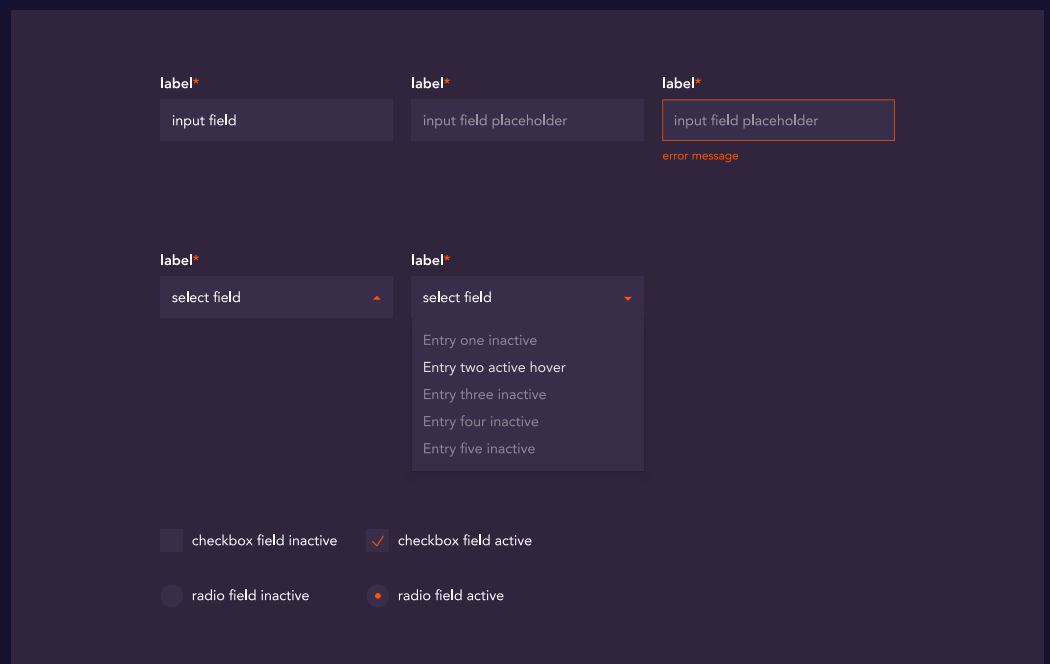 label* label* label*
input field input field placeholder input field placeholder
error message
label* label*
select field select field
Entry one inactive
Entry two active hover
Entry three inactive
Entry four inactive
Entry five inactive
checkbox field inactive checkbox field active
radio field inactive radio field active